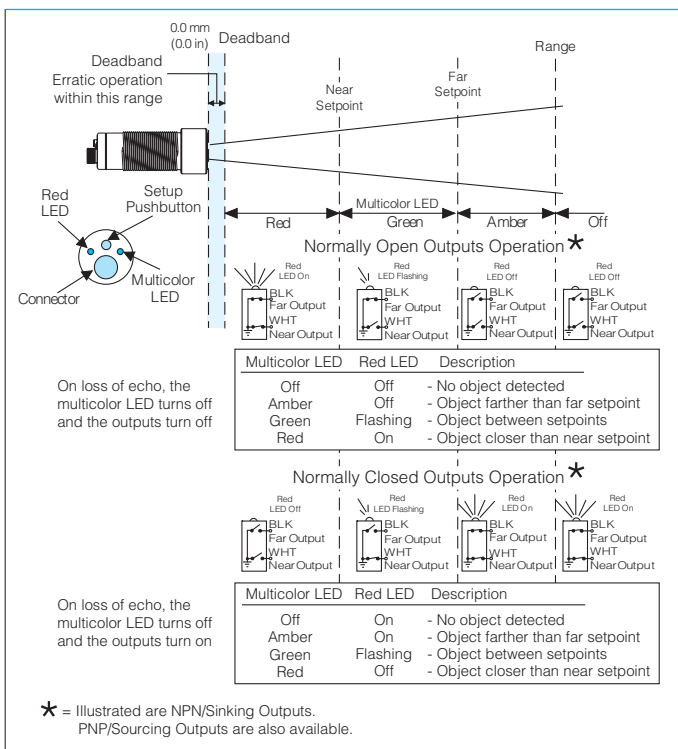 0.0 mm
(0.0 in)
Deadband
Range
Deadband
Erratic operation
within this range
Near
Setpoint
Far
Setpoint
Red
LED
Setup
Pushbutton
Multicolor
LED
Connector
Multicolor LED
Red
Green
Amber
Off
Normally Open Outputs Operation*
Red
LED On
BLK
Far Output
WHT
Near Output
Red
LED Flashing
BLK
Far Output
WHT
Near Output
Red
LED Off
BLK
Far Output
WHT
Near Output
Red
LED Off
BLK
Far Output
WHT
Near Output
On loss of echo, the
multicolor LED turns off
and the outputs turn off
Multicolor LED Red LED Description
Off Off - No object detected
Amber Off - Object farther than far setpoint
Green Flashing - Object between setpoints
Red On - Object closer than near setpoint
Normally Closed Outputs Operation*
Red
LED Off
BLK
Far Output
WHT
Near Output
Red
LED Flashing
BLK
Far Output
WHT
Near Output
Red
LED On
BLK
Far Output
WHT
Near Output
Red
LED On
BLK
Far Output
WHT
Near Output
On loss of echo, the
multicolor LED turns off
and the outputs turn on
Multicolor LED Red LED Description
Off On - No object detected
Amber On - Object farther than far setpoint
Green Flashing - Object between setpoints
Red Off - Object closer than near setpoint
* = Illustrated are NPN/Sinking Outputs.
PNP/Sourcing Outputs are also available.